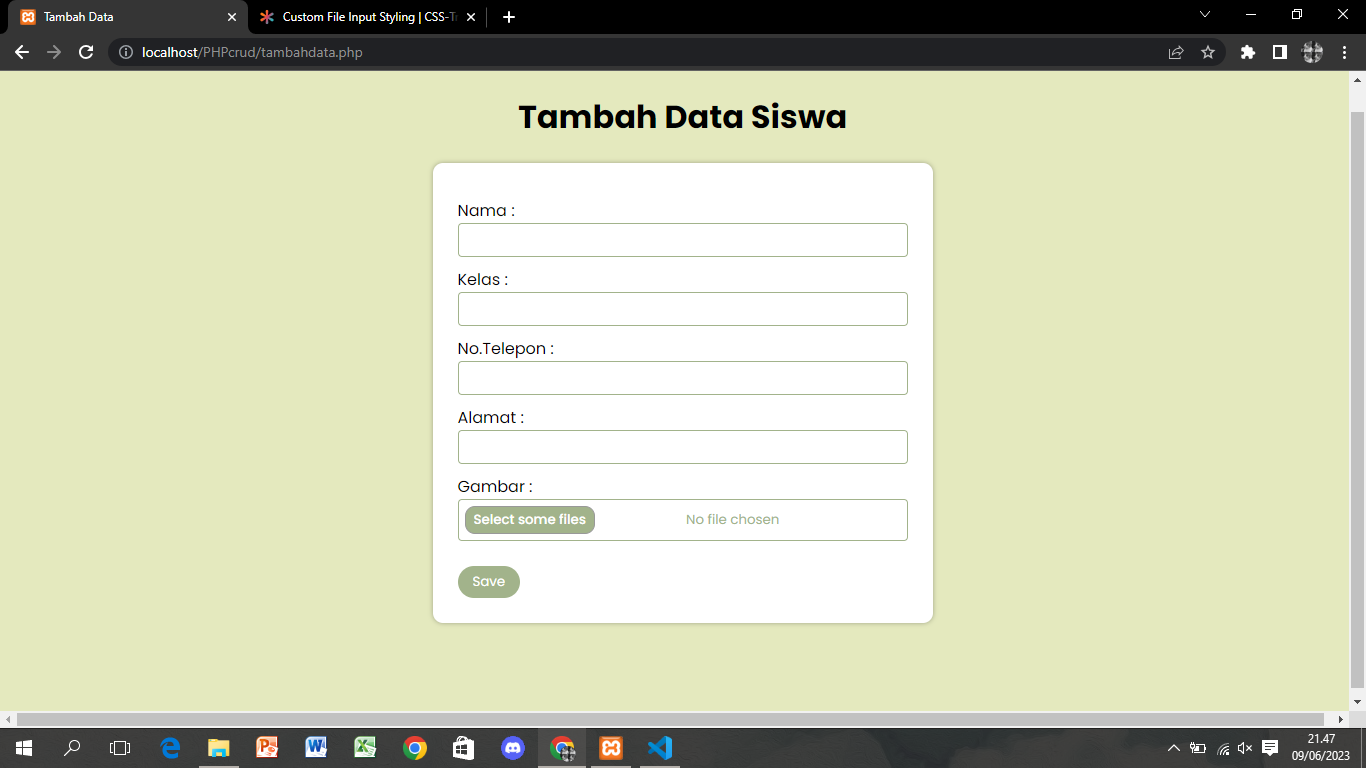 Tambah Data
Custom File Input Styling | CSS-Tr
localhost/PHPcrud/tambahdata.php
Tambah Data Siswa
Nama :
Kelas :
No.Telepon :
Alamat :
Gambar :
Select some files
No file chosen
Save
21.47
09/06/2023